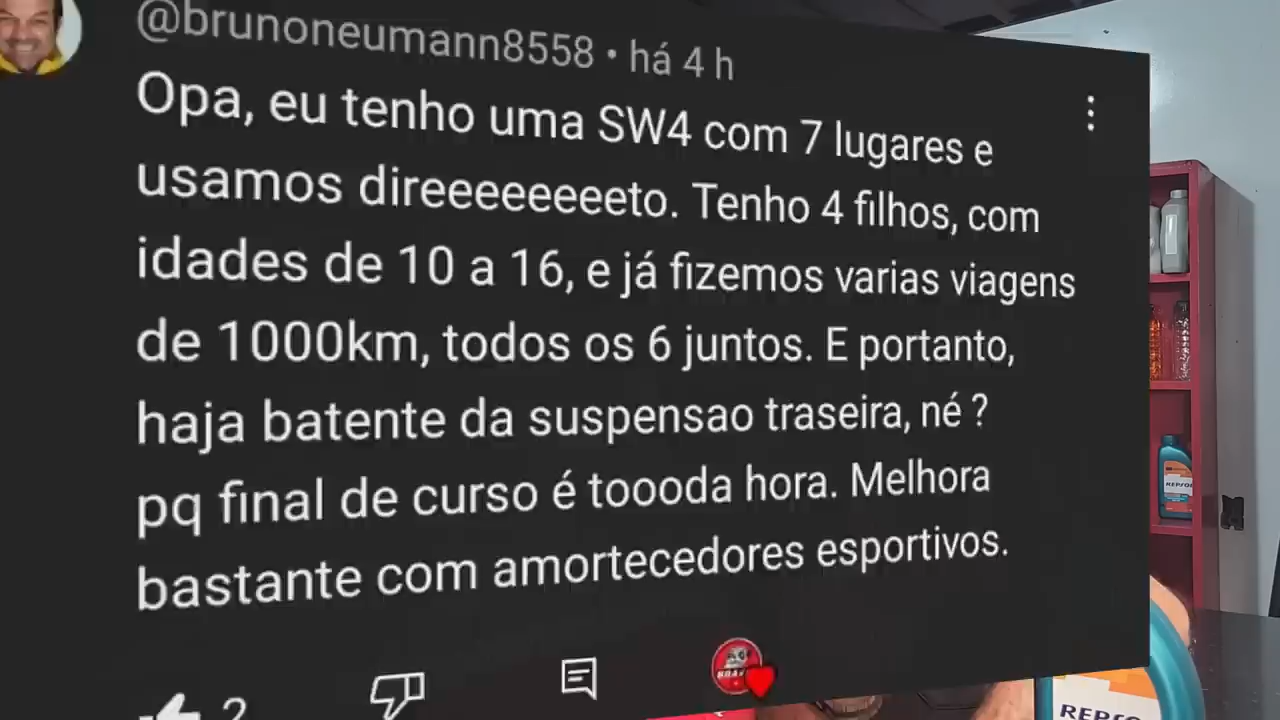 @brunoneumann8558 • há 4 h
Opa, eu tenho uma SW4 com 7 lugares e
usamos direeeeeeeeto. Tenho 4 filhos, com
idades de 10 a 16, e já fizemos varias viagens
de 1000km, todos os 6 juntos. E portanto,
haja batente da suspensao traseira, né ?
pq final de curso é toooda hora. Melhora
bastante com amortecedores esportivos.
2
REPSOL